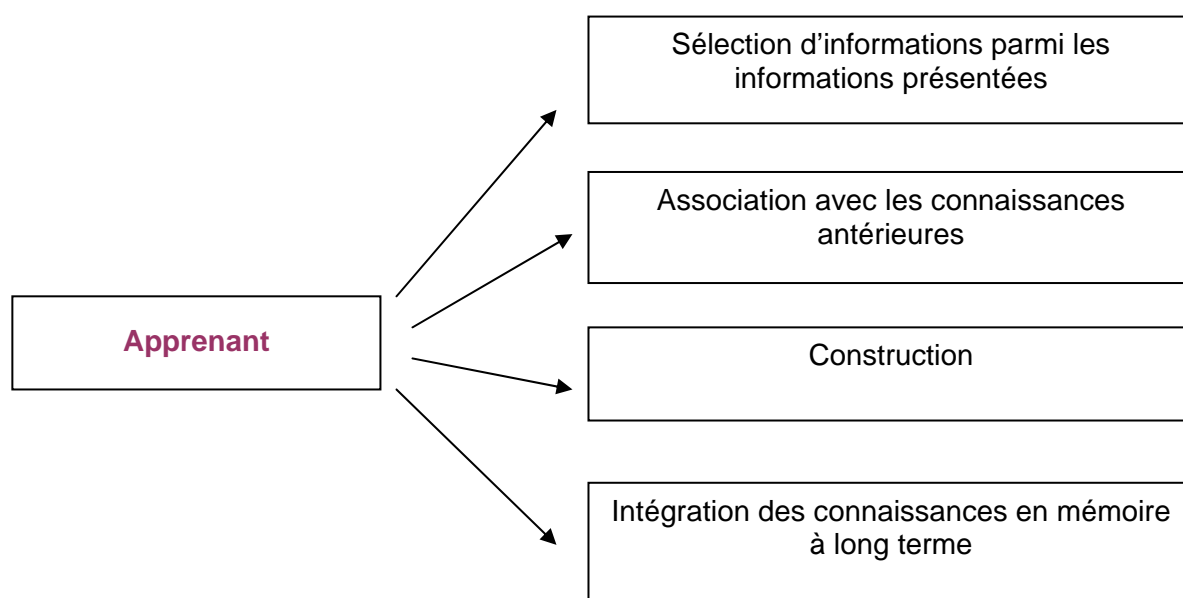 Sélection d’informations parmi les
informations présentées
Association avec les connaissances
antérieures
Apprenant
Construction
Intégration des connaissances en mémoire
à long terme